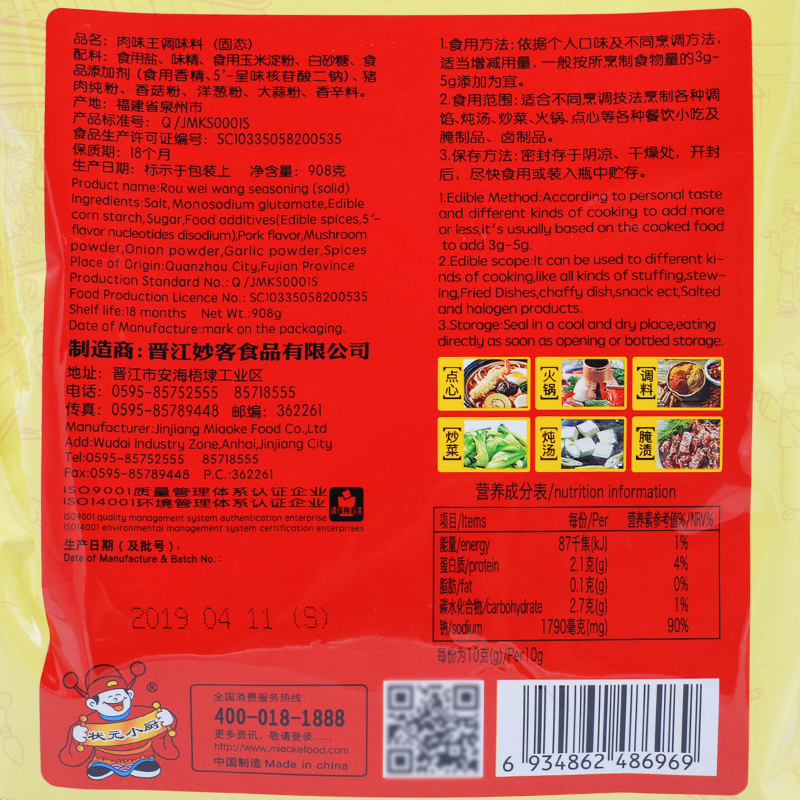 品名：肉味王调味料（固态）
配料：食用盐、味精、食用玉米淀粉、白砂糖、食
品添加剂（食用香精、5'-呈味核苷酸二钠）、猪
肉纯粉、香菇粉、洋葱粉、大蒜粉、香辛料。
产地：福建省泉州市
产品标准号：Q/JMKS0001S
食品生产许可证编号：SC10335058200535
保质期：18个月
生产日期：标示于包装上 净含量：908克
Product name:Rou wei wang seasoning (solid)
Ingredients:Salt,Monosodium glutamate,Edible
corn starch,Sugar,Food additives(Edible spices,5'-
flavor nucleotides disodium),Pork flavor,Mushroom
powder,Onion powder,Garlic powder,Spices
Place of Origin:Quanzhou City,Fujian Province
Production Standard No.:Q/JMKS0001S
Food Production Licence No.: SC10335058200535
Shelf life:18 months Net Wt.:908g
Date of Manufacture:mark on the packaging.
制造商：晋江妙客食品有限公司
地址：晋江市安海梧埭工业区
电话：0595-85752555 85718555
传真：0595-85789448 邮编：362261
Manufacturer:Jinjiang Miaoke Food Co.,Ltd
Add:Wudai Industry Zone,Anhai,Jinjiang City
Tel:0595-85752555 85718555
Fax:0595-85789448 P.C.:362261
ISO9001质量管理体系认证企业
ISO14001环境管理体系认证企业
ISO9001 quality management system authentication enterprise
ISO14001 environmental management system certification enterprises
生产日期（及批号）：
Date of Manufacture & Batch No.:
2019 04 11 (S)
1.食用方法：依据个人口味及不同烹调方法，
适当增减用量，一般按所烹制食物量的3g-
5g添加为宜。
2.食用范围：适合不同烹调技法烹制各种调
馅、炖汤、炒菜、火锅、点心等各种餐饮小吃及
腌制品、卤制品。
3.保存方法：密封存于阴凉、干燥处，开封
后，尽快食用或装入瓶中贮存。
1.Edible Method:According to personal taste
and different kinds of cooking to add more
or less,it's usually based on the cooked food
to add 3g-5g.
2.Edible scope:It can be used to different ki-
nds of cooking,like all kinds of stuffing,stew-
ing,Fried Dishes,chaffy dish,snack ect,Salted
and halogen products.
3.Storage:Seal in a cool and dry place,eating
directly as soon as opening or bottled storage.
点心 火锅 调料
炒菜 炖汤 腌渍
营养成分表/nutrition information
项目/Items 每份/Per 营养素参考值%/NRV%
能量/energy 87千焦(kJ) 1%
蛋白质/protein 2.1克(g) 4%
脂肪/fat 0.1克(g) 0%
碳水化合物/carbohydrate 2.7克(g) 1%
钠/sodium 1790毫克(mg) 90%
每份为10克(g)/Per10g
状元小厨 ®
全国消费服务热线：
400-018-1888
更多资讯、敬请登录......
http://www.miaokefood.com
中国制造 Made in china
6 934862 486969